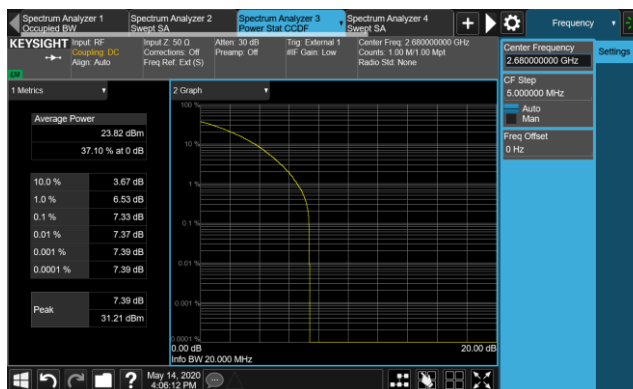 Spectrum Analyzer 1
Occupied BW
Spectrum Analyzer 2
Swept SA
Spectrum Analyzer 3
Power Stat CCDF
Spectrum Analyzer 4
Swept SA
Frequency
KEYSIGHT
Input: RF
Coupling: DC
Align: Auto
Input Z: 50 Ω
Corrections: Off
Freq Ref: Ext (S)
Atten: 30 dB
Preamp: Off
Trig: External 1
#IF Gain: Low
Center Freq: 2.680000000 GHz
Counts: 1.00 M/1.00 Mpt
Radio Std: None
Center Frequency
2.680000000 GHz
Settings
CF Step
5.000000 MHz
Auto
Man
Freq Offset
0 Hz
1 Metrics
Average Power
23.82 dBm
37.10 % at 0 dB
10.0 % 3.67 dB
1.0 % 6.53 dB
0.1 % 7.33 dB
0.01 % 7.37 dB
0.001 % 7.39 dB
0.0001 % 7.39 dB
Peak
7.39 dB
31.21 dBm
2 Graph
100 %
10 %
1 %
0.1 %
0.01 %
0.001 %
0.0001 %
0.00 dB
20.00 dB
Info BW 20.000 MHz
?
May 14, 2020
4:06:12 PM